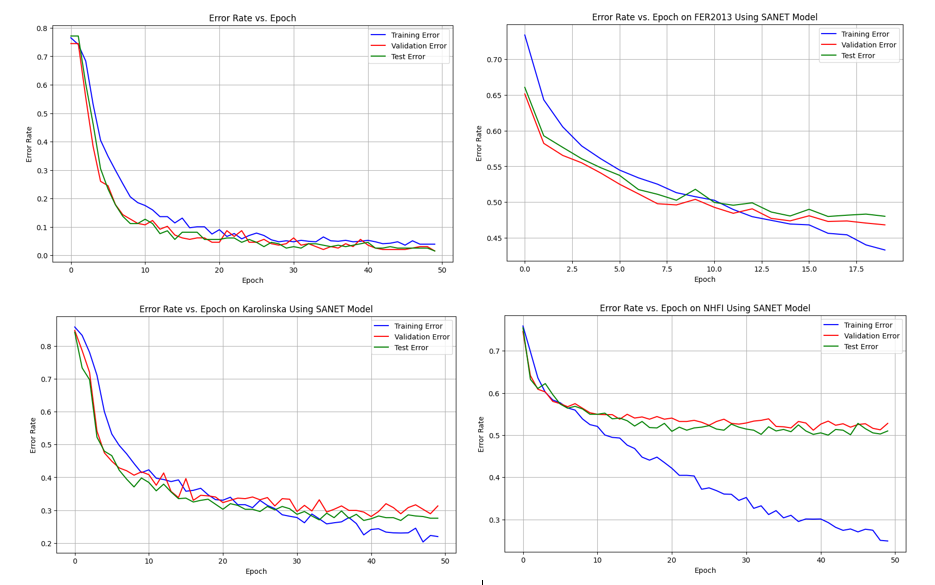 Error Rate vs. Epoch
Error Rate
0.8
0.7
0.6
0.5
0.4
0.3
0.2
0.1
0.0
Training Error
Validation Error
Test Error
0 10 20 30 40 50
Epoch
Error Rate vs. Epoch on FER2013 Using SANET Model
Error Rate
0.70
0.65
0.60
0.55
0.50
0.45
Training Error
Validation Error
Test Error
0.0 2.5 5.0 7.5 10.0 12.5 15.0 17.5
Epoch
Error Rate vs. Epoch on Karolinska Using SANET Model
Error Rate
0.8
0.7
0.6
0.5
0.4
0.3
0.2
Training Error
Validation Error
Test Error
0 10 20 30 40 50
Epoch
Error Rate vs. Epoch on NHFI Using SANET Model
Error Rate
0.7
0.6
0.5
0.4
0.3
Training Error
Validation Error
Test Error
0 10 20 30 40 50
Epoch